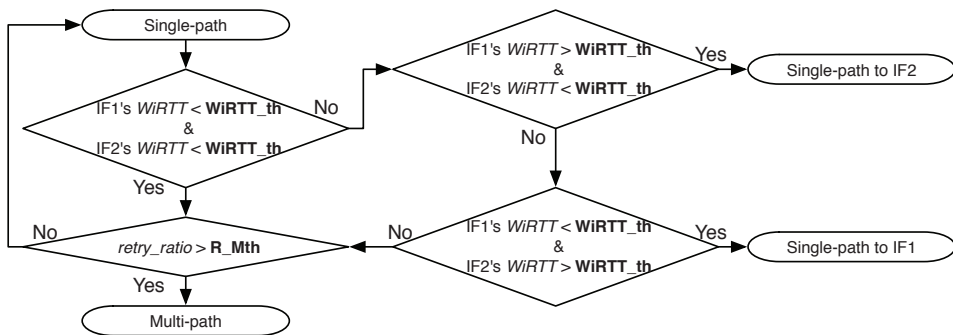 Single-path
IF1's WiRTT < WiRTT_th
&
IF2's WiRTT < WiRTT_th
No
Yes
IF1's WiRTT > WiRTT_th
&
IF2's WiRTT < WiRTT_th
Yes
Single-path to IF2
No
IF1's WiRTT < WiRTT_th
&
IF2's WiRTT > WiRTT_th
Yes
Single-path to IF1
No
retry_ratio > R_Mth
No
Yes
Multi-path